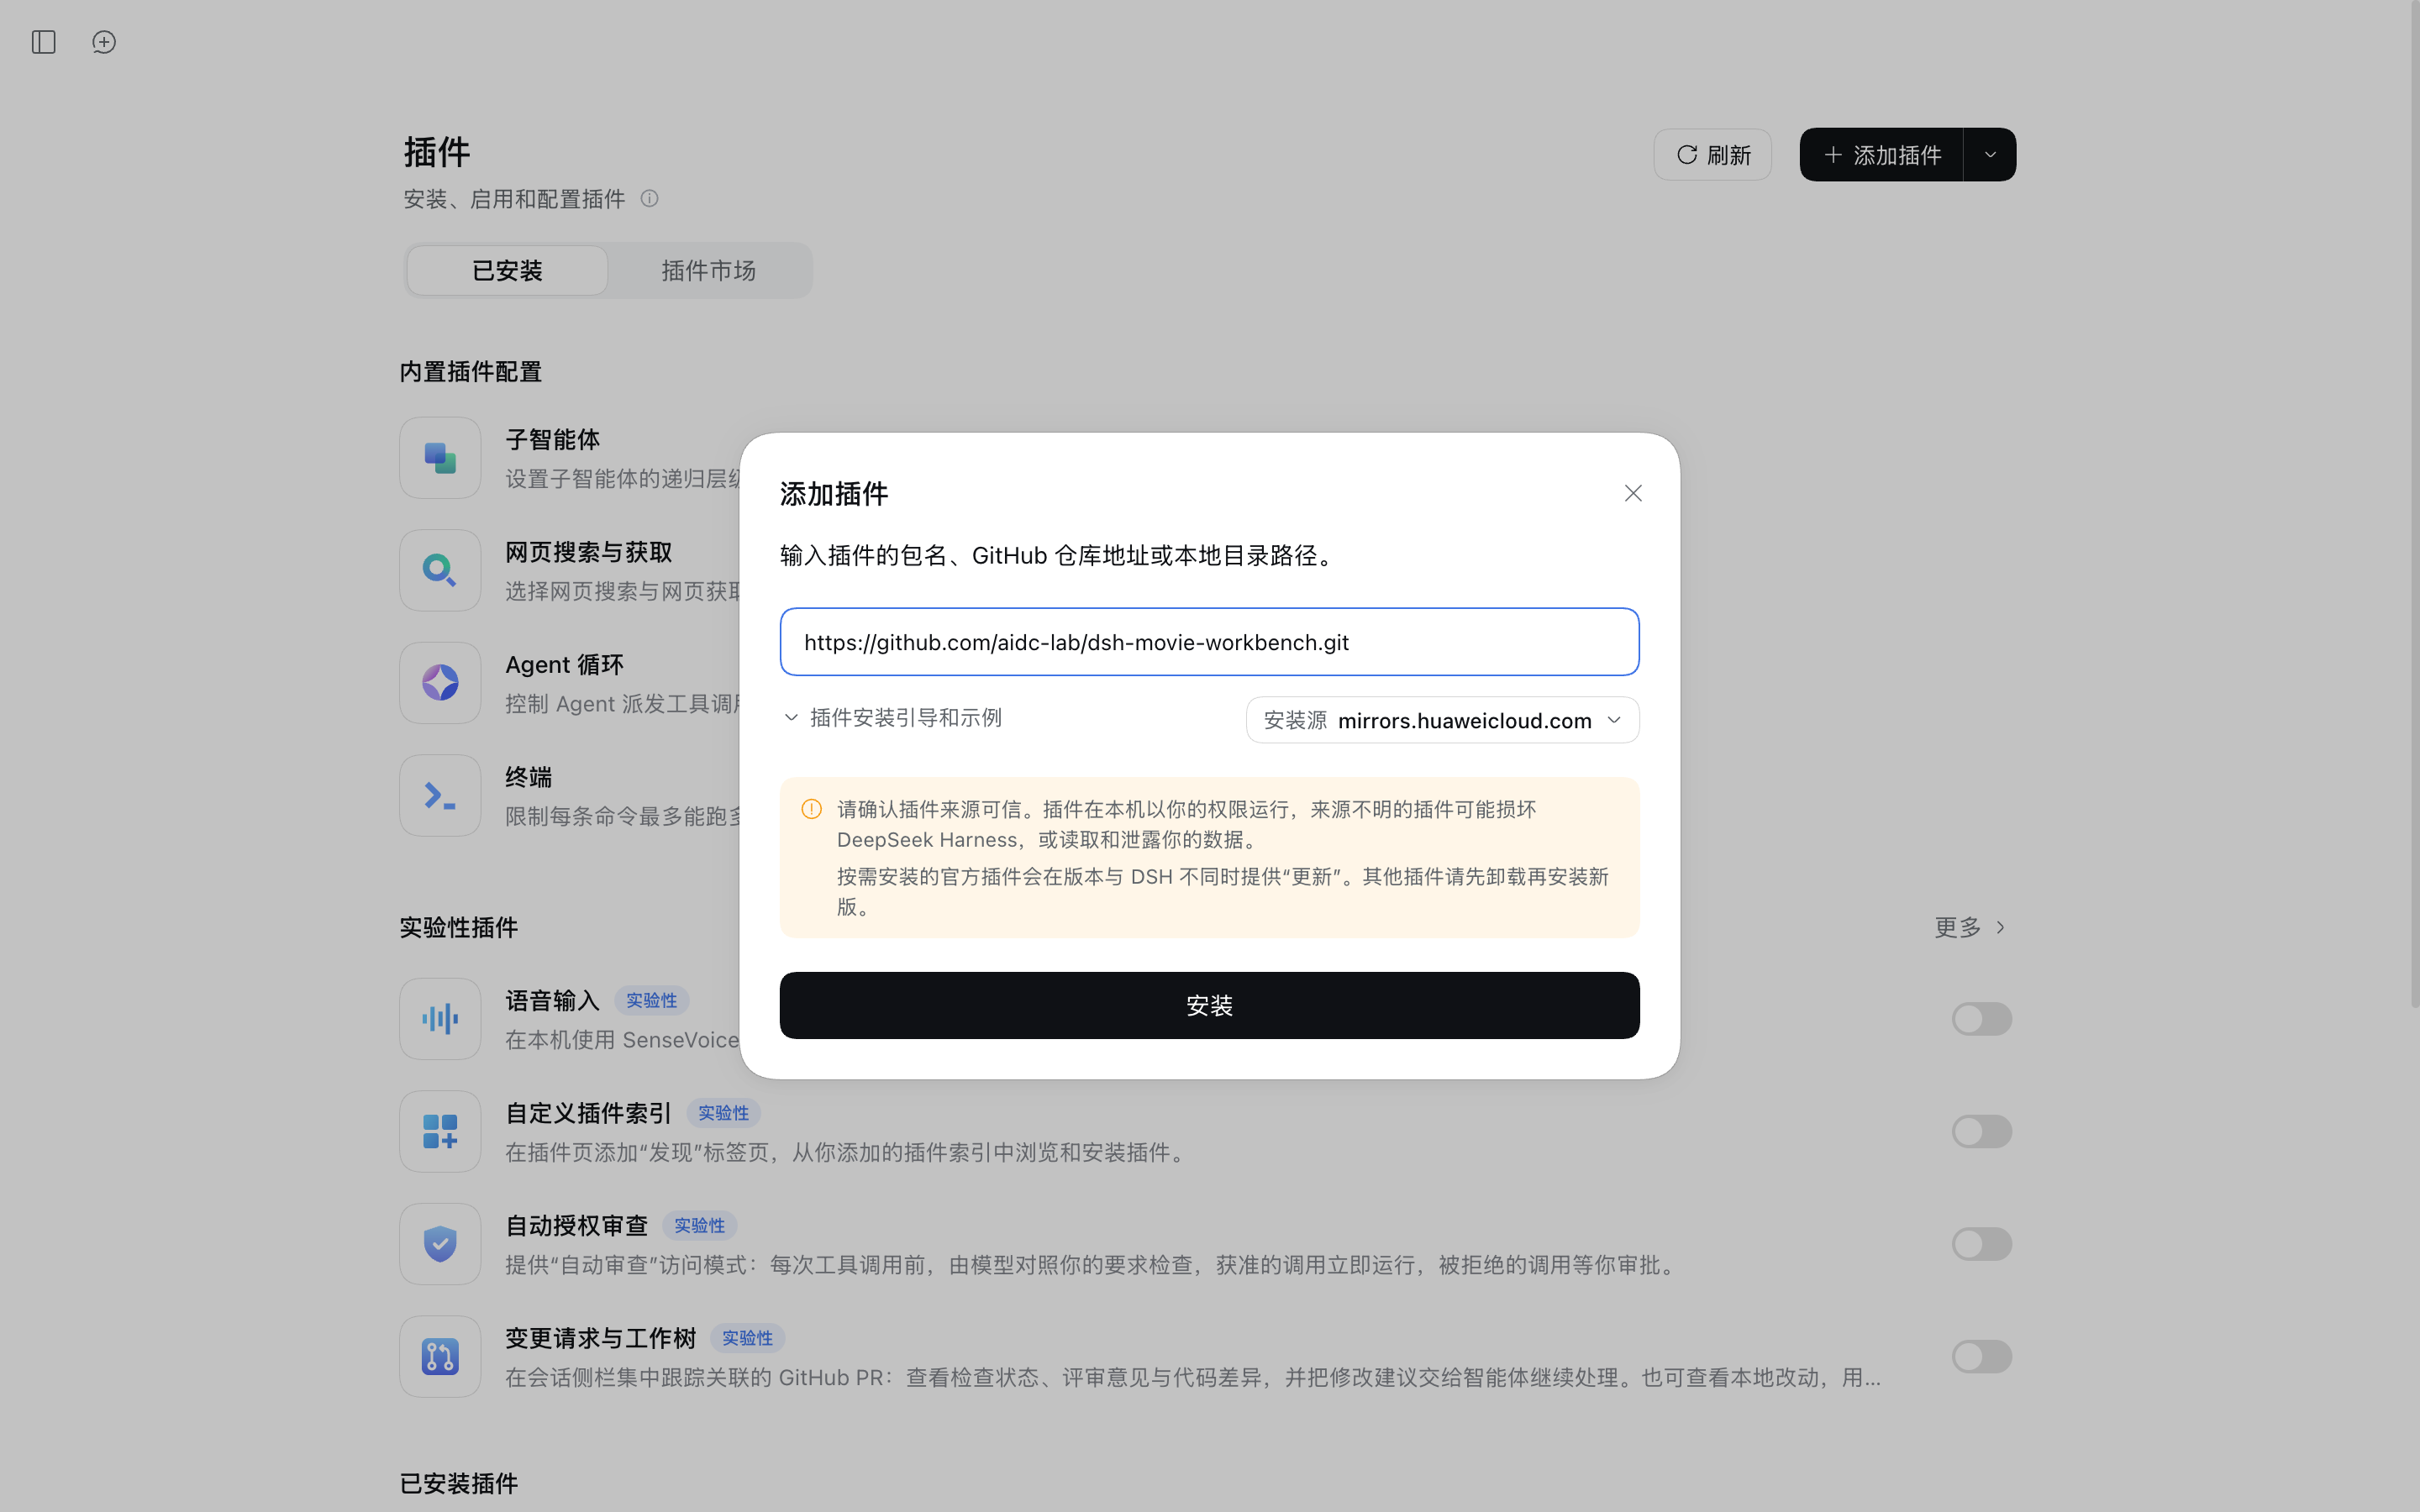 插件
安装、启用和配置插件
刷新
添加插件
已安装
插件市场
内置插件配置
子智能体
设置子智能体的递归层级
网页搜索与获取
选择网页搜索与网页获取
Agent 循环
控制 Agent 派发工具调用
终端
限制每条命令最多能跑多
添加插件
输入插件的包名、GitHub 仓库地址或本地目录路径。
https://github.com/aidc-lab/dsh-movie-workbench.git
插件安装引导和示例
安装源 mirrors.huaweicloud.com
请确认插件来源可信。插件在本机以你的权限运行，来源不明的插件可能损坏
DeepSeek Harness，或读取和泄露你的数据。
按需安装的官方插件会在版本与 DSH 不同时提供“更新”。其他插件请先卸载再安装新
版。
安装
实验性插件
更多
语音输入 实验性
在本机使用 SenseVoice
自定义插件索引 实验性
在插件页添加“发现”标签页，从你添加的插件索引中浏览和安装插件。
自动授权审查 实验性
提供“自动审查”访问模式：每次工具调用前，由模型对照你的要求检查，获准的调用立即运行，被拒绝的调用等你审批。
变更请求与工作树 实验性
在会话侧栏集中跟踪关联的 GitHub PR：查看检查状态、评审意见与代码差异，并把修改建议交给智能体继续处理。也可查看本地改动，用...
已安装插件